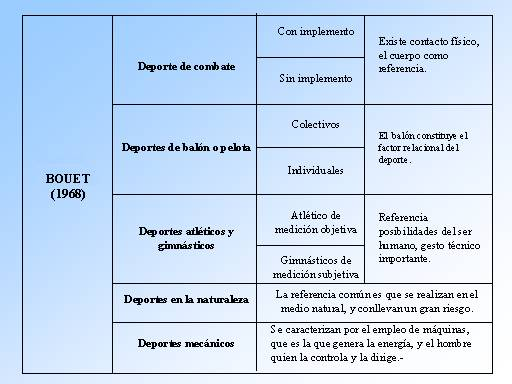 BOUET
(1968)
Deporte de combate
Con implemento
Sin implemento
Existe contacto físico,
el cuerpo como
referencia.
Deportes de balón o pelota
Colectivos
Individuales
El balón constituye el
factor relacional del
deporte.
Deportes atléticos y
gimnásticos
Atlético de
medición objetiva
Gimnásticos de
medición subjetiva
Referencia
posibilidades del ser
humano, gesto técnico
importante.
Deportes en la naturaleza
La referencia común es que se realizan en el
medio natural, y conllevan un gran riesgo.
Deportes mecánicos
Se caracterizan por el empleo de máquinas,
que es la que genera la energía, y el hombre
quien la controla y la dirige.-